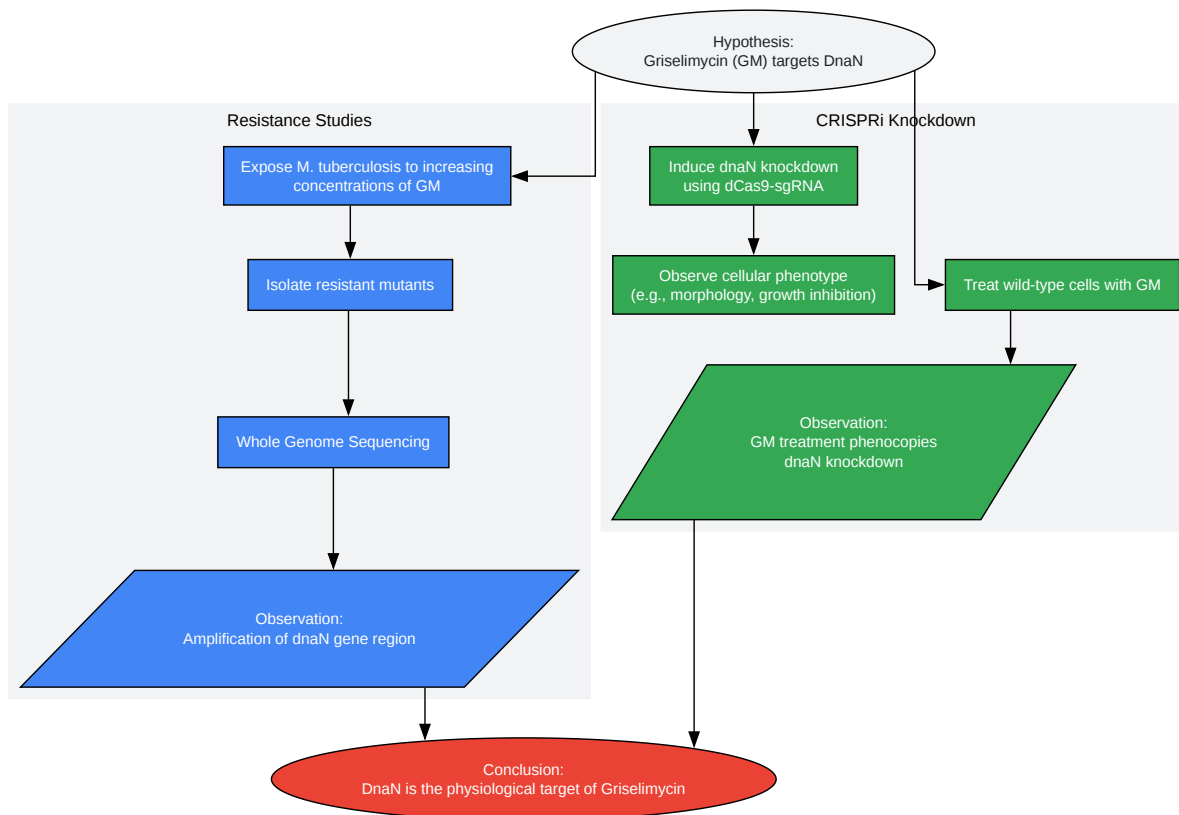 Hypothesis:
Griselimycin (GM) targets DnaN
Resistance Studies
Expose M. tuberculosis to increasing
concentrations of GM
Isolate resistant mutants
Whole Genome Sequencing
Observation:
Amplification of dnaN gene region
CRISPRi Knockdown
Induce dnaN knockdown
using dCas9-sgRNA
Observe cellular phenotype
(e.g., morphology, growth inhibition)
Treat wild-type cells with GM
Observation:
GM treatment phenocopies
dnaN knockdown
Conclusion:
DnaN is the physiological target of Griselimycin